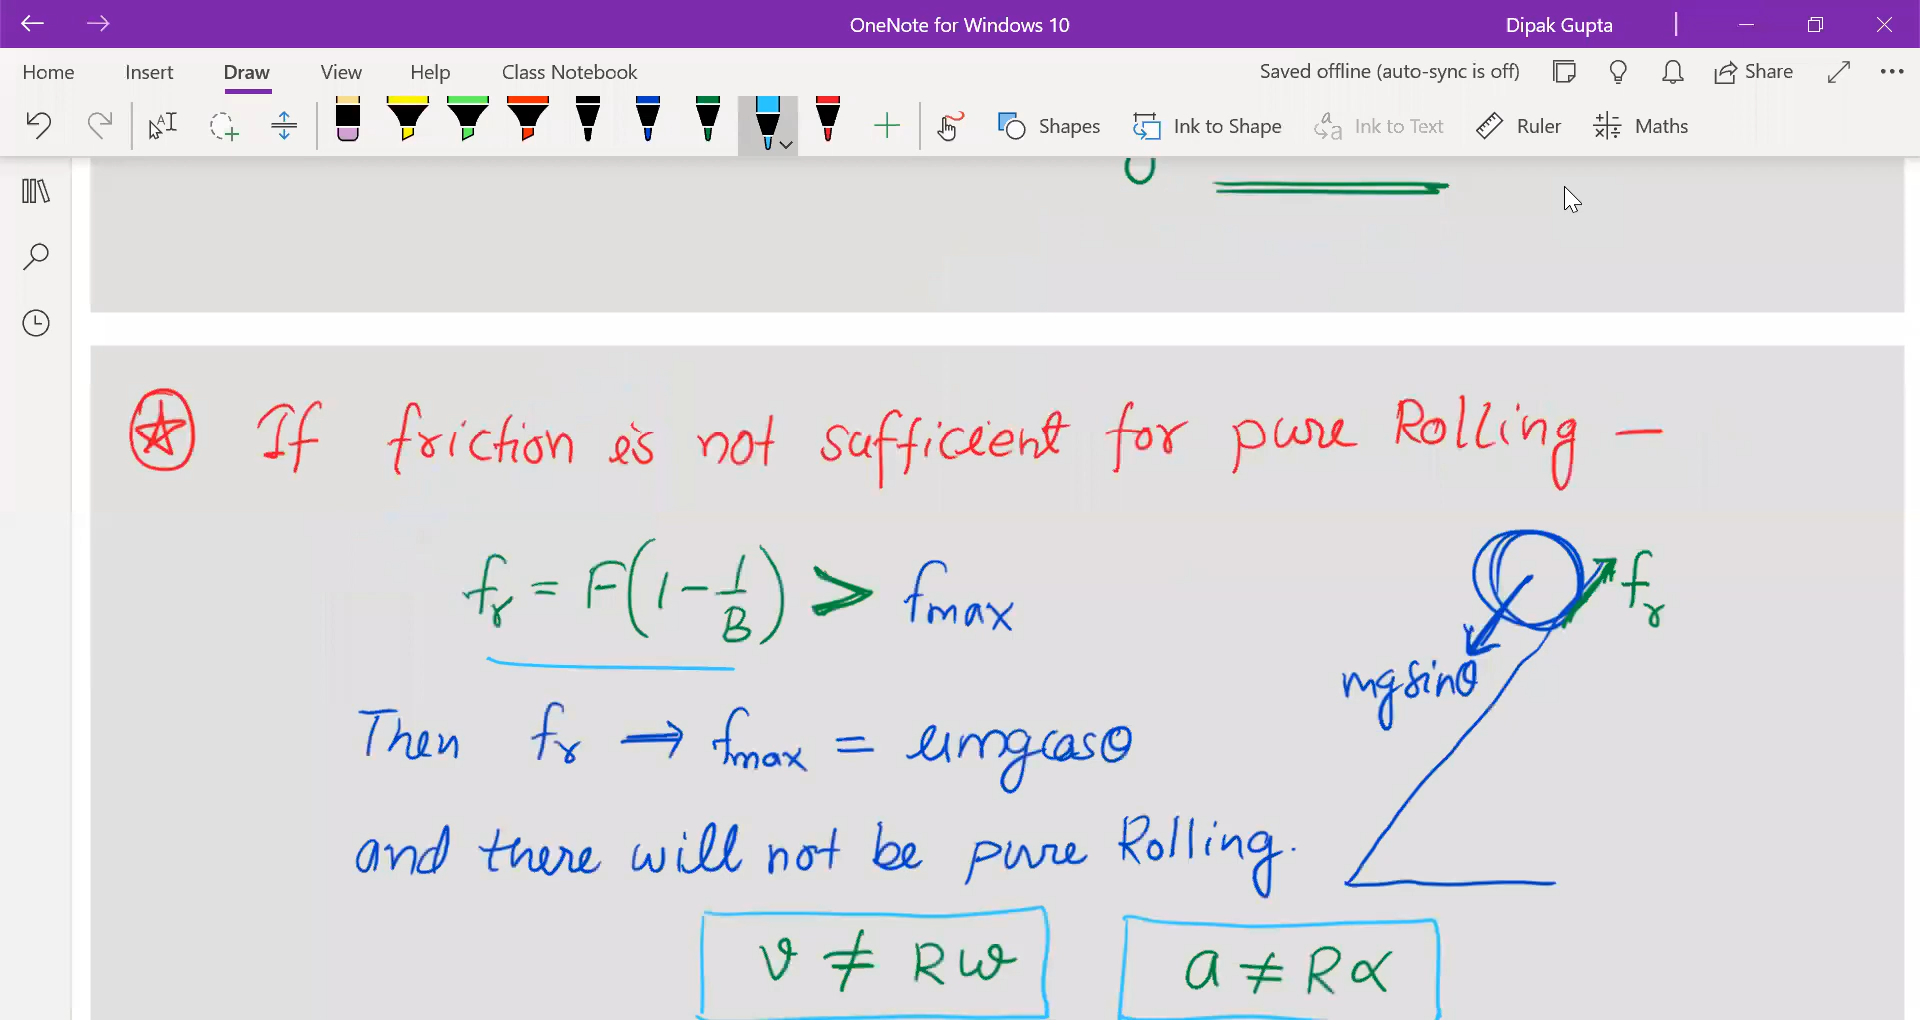 OneNote for Windows 10
Dipak Gupta
Home Insert Draw View Help Class Notebook
Saved offline (auto-sync is off) Share
Shapes Ink to Shape Ink to Text Ruler Maths
If friction is not sufficient for pure Rolling —
fr = F(1 - 1/B) > fmax
fr
mg sinθ
Then fr → fmax = μmgcosθ
and there will not be pure Rolling.
v ≠ Rω
a ≠ Rα